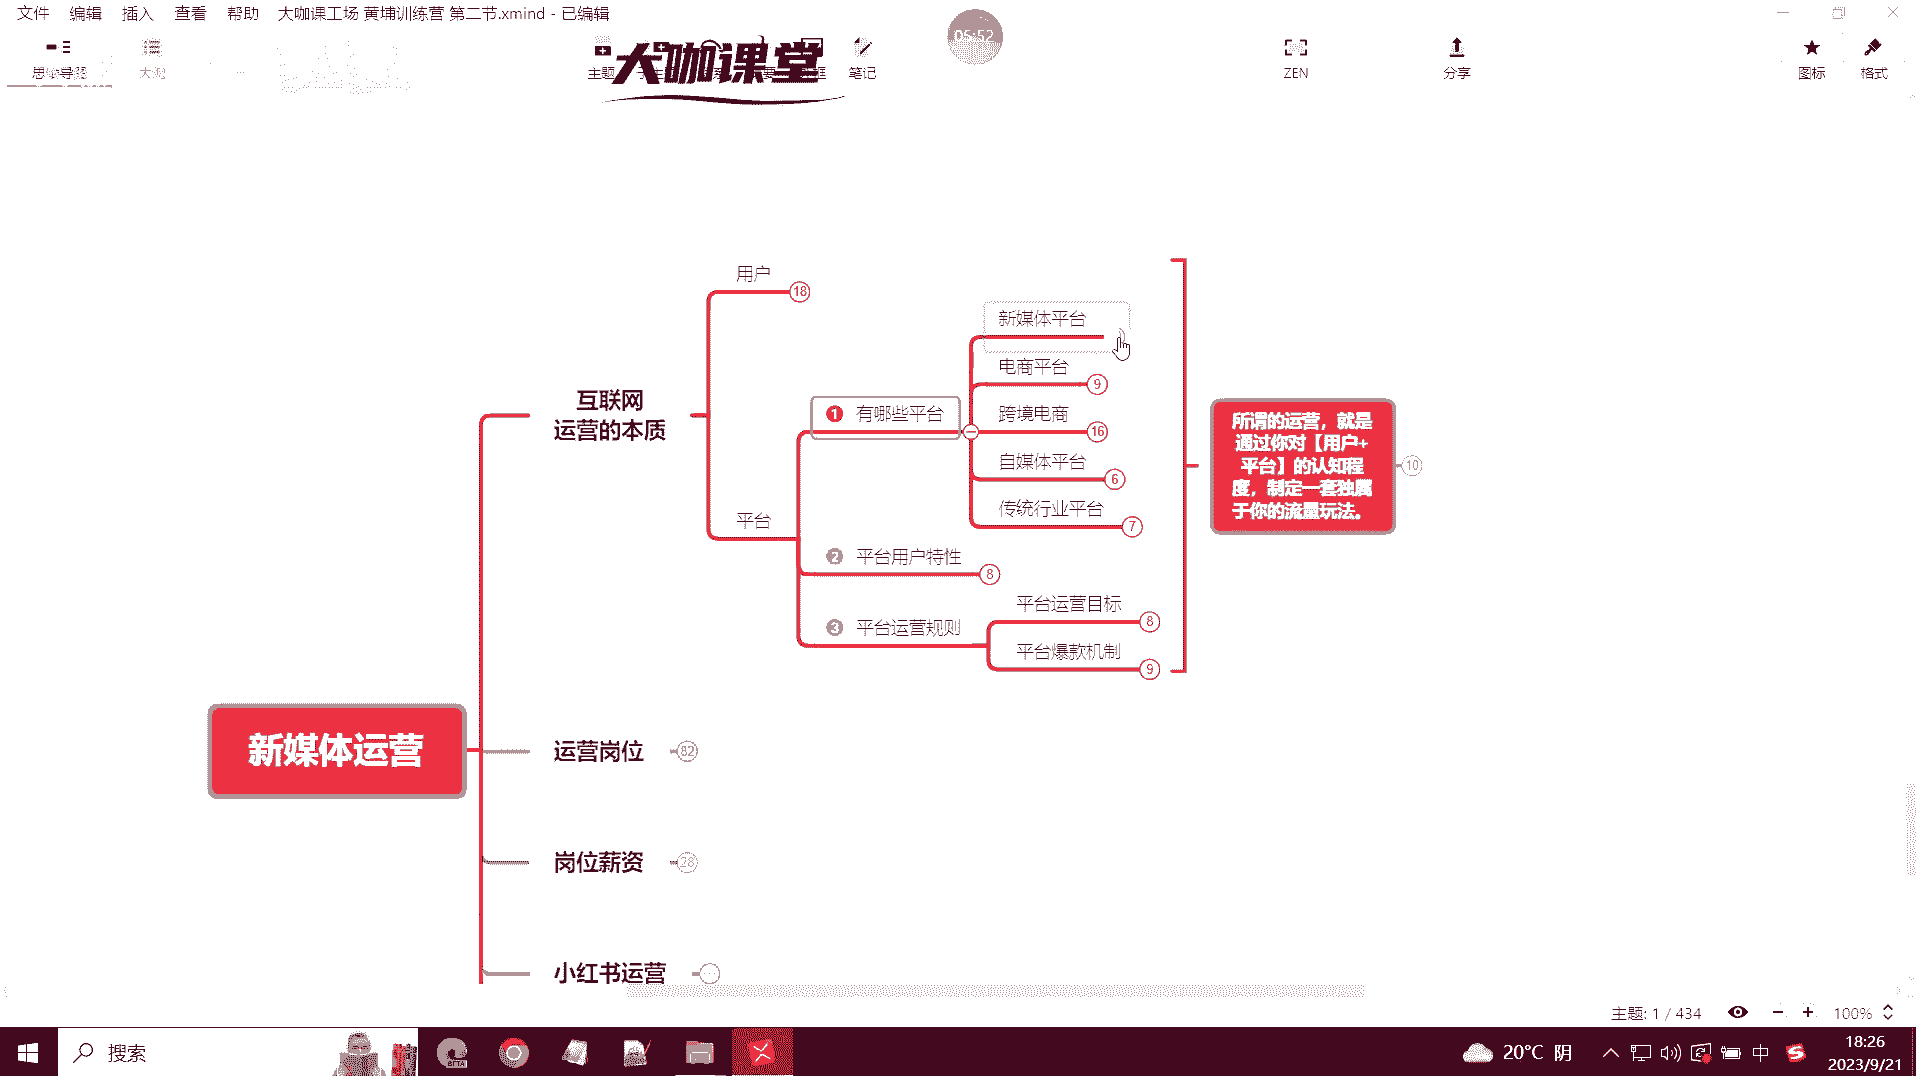 文件 编辑 插入 查看 帮助 大咖课工场 黄埔训练营 第二节.xmind - 已编辑
思维导图
大纲
主题
大咖课堂
笔记
05:52
ZEN
分享
图标
格式
用户
18
新媒体平台
电商平台
9
互联网
运营的本质
1 有哪些平台
跨境电商
16
自媒体平台
6
传统行业平台
7
平台
2 平台用户特性
8
3 平台运营规则
平台运营目标
8
平台爆款机制
9
所谓的运营，就是
通过你对【用户+
平台】的认知程
度，制定一套独属
于你的流量玩法。
10
新媒体运营
运营岗位
82
岗位薪资
28
小红书运营
主题: 1 / 434
100%
搜索
BETA
20°C 阴
中
18:26
2023/9/21